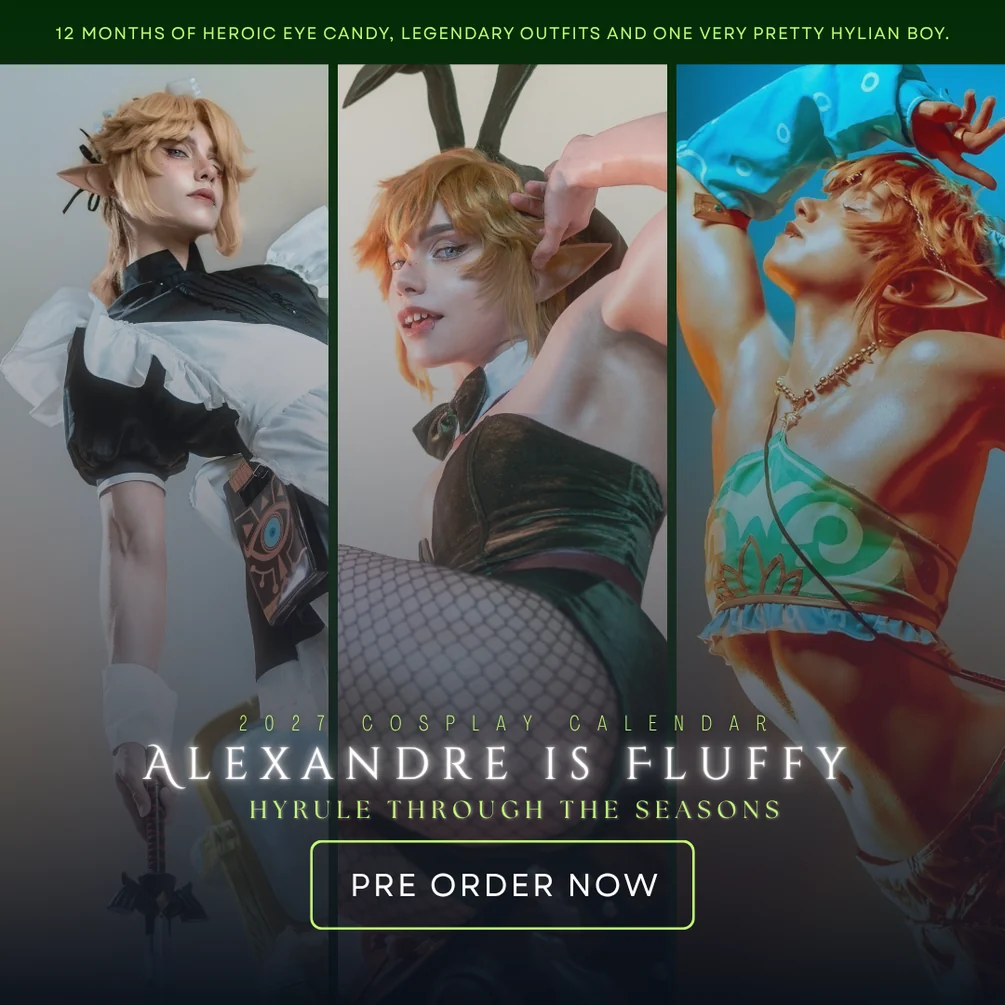 12 MONTHS OF HEROIC EYE CANDY, LEGENDARY OUTFITS AND ONE VERY PRETTY HYLIAN BOY.
2027 COSPLAY CALENDAR
ALEXANDRE IS FLUFFY
HYRULE THROUGH THE SEASONS
PRE ORDER NOW